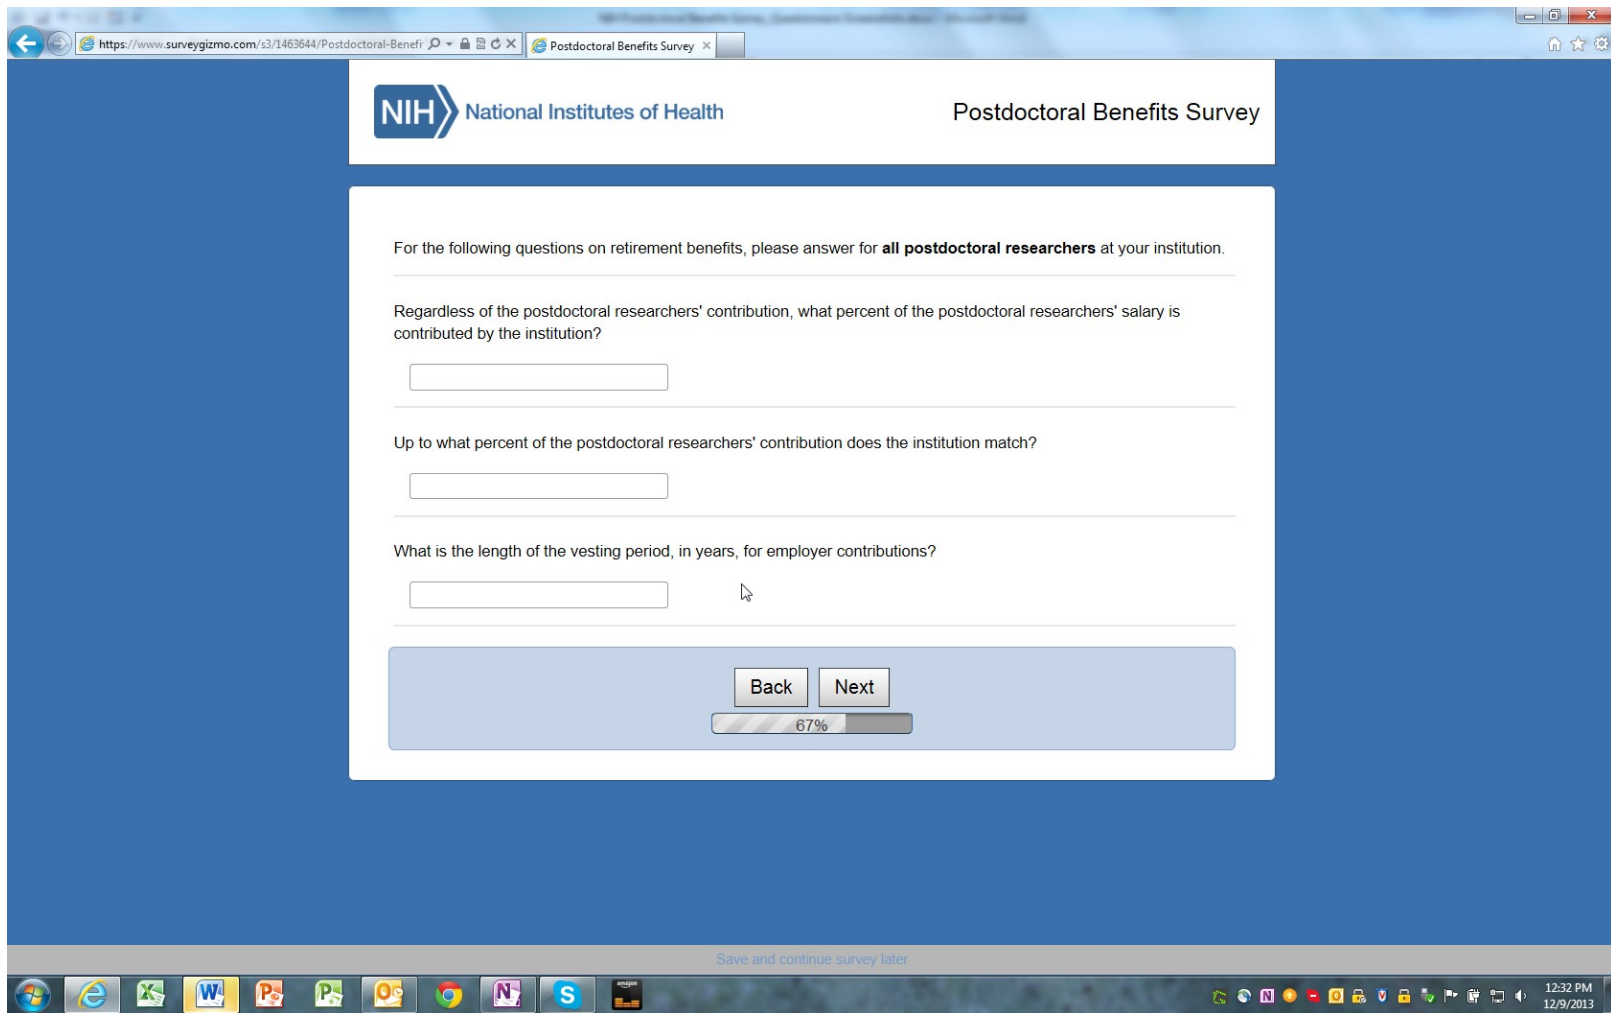 https://www.surveygizmo.com/s3/1463644/Postdoctoral-Benefi
Postdoctoral Benefits Survey
NIH National Institutes of Health
Postdoctoral Benefits Survey
For the following questions on retirement benefits, please answer for all postdoctoral researchers at your institution.
Regardless of the postdoctoral researchers' contribution, what percent of the postdoctoral researchers' salary is
contributed by the institution?
Up to what percent of the postdoctoral researchers' contribution does the institution match?
What is the length of the vesting period, in years, for employer contributions?
Back Next
67%
Save and continue survey later
amazon
12:32 PM
12/9/2013